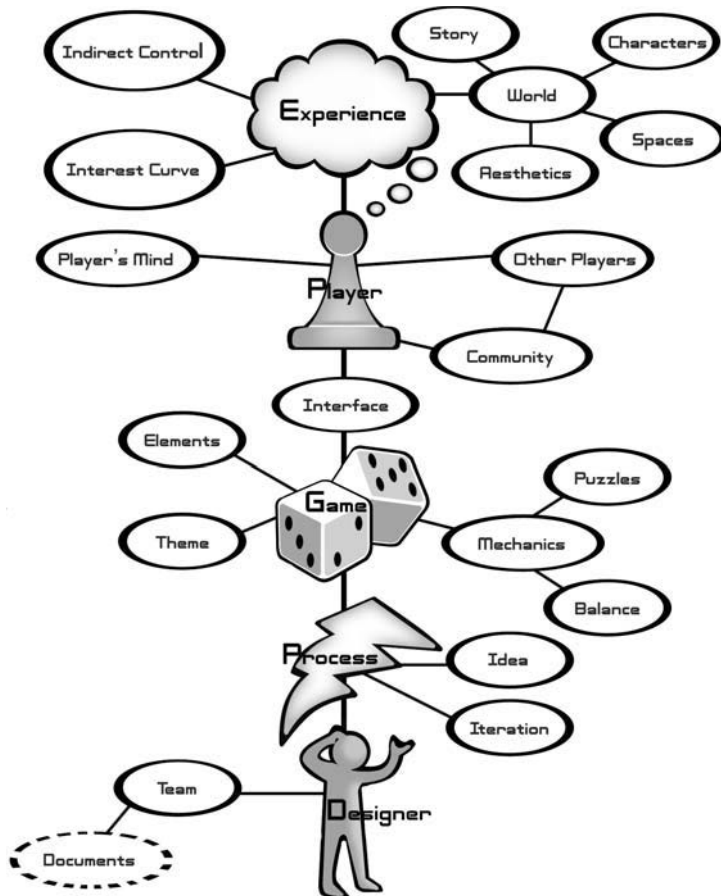 Indirect Control
Story
Characters
Experience
World
Interest Curve
Spaces
Aesthetics
Player's Mind
Other Players
Player
Community
Interface
Elements
Puzzles
Game
Theme
Mechanics
Balance
Process
Idea
Iteration
Team
Designer
Documents